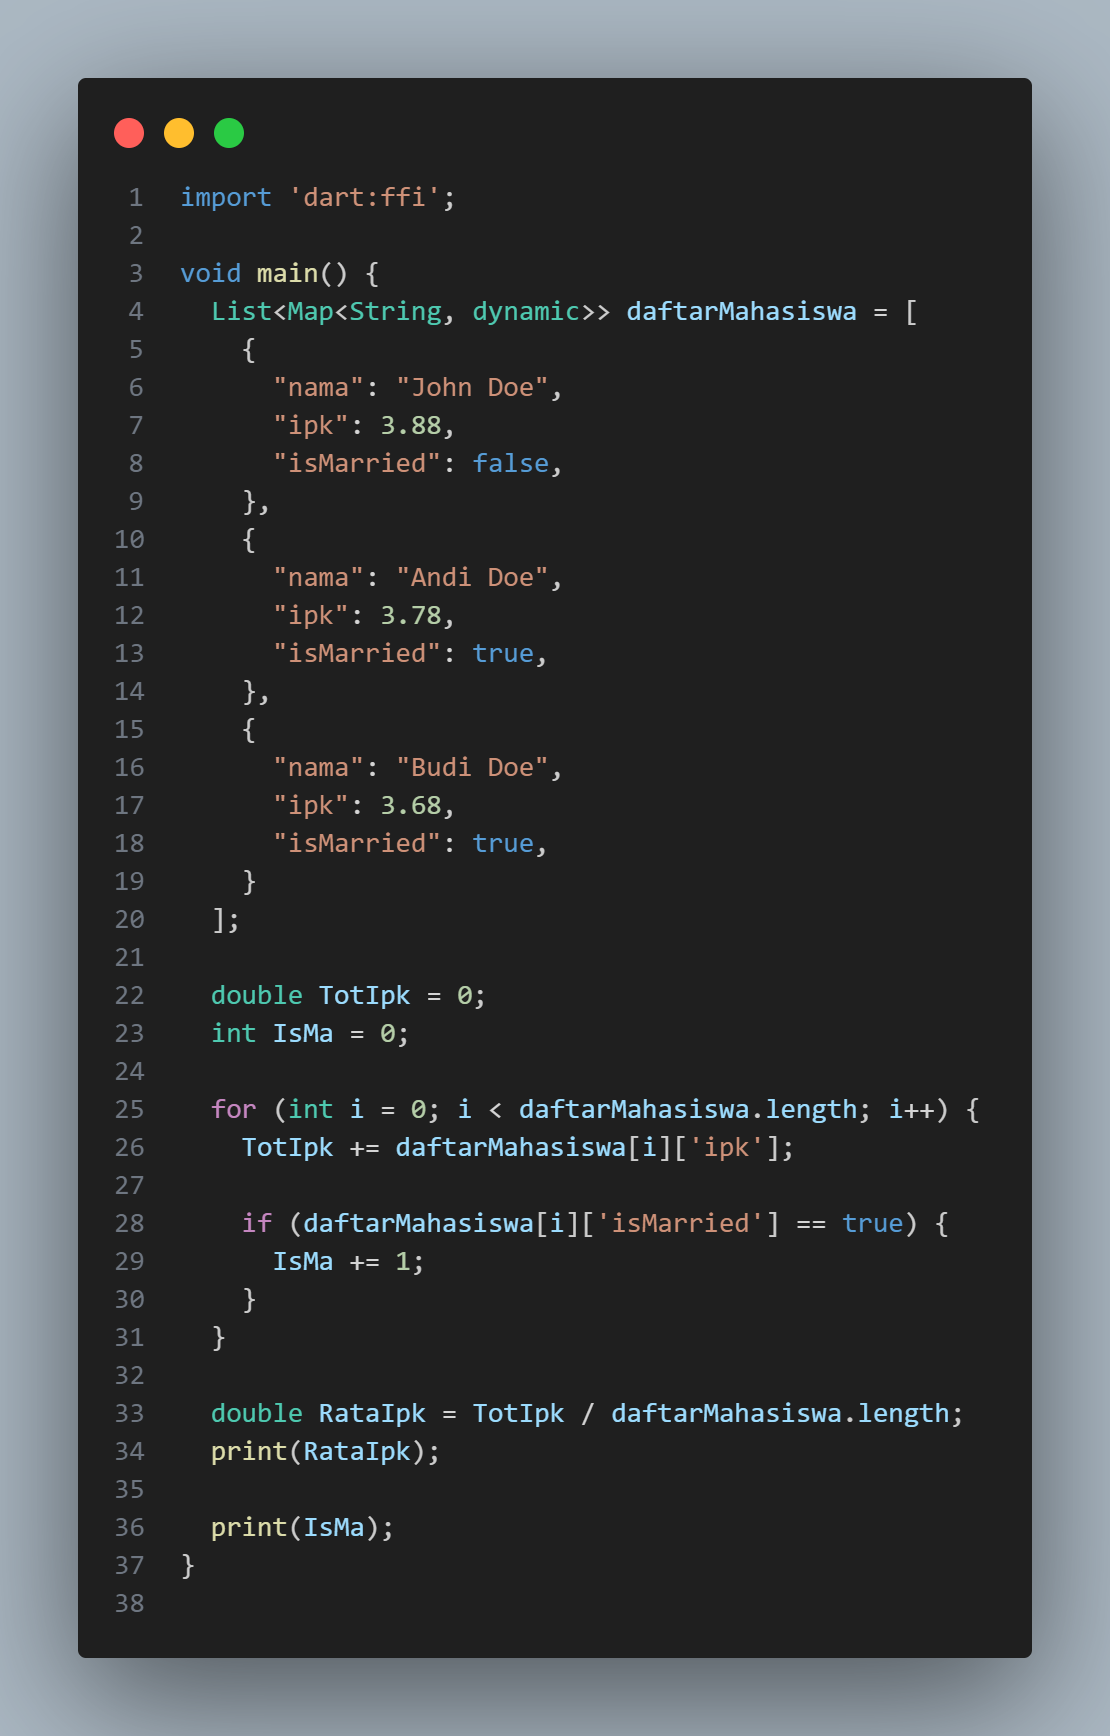 1 import 'dart:ffi';
2
3 void main() {
4   List<Map<String, dynamic>> daftarMahasiswa = [
5     {
6       "nama": "John Doe",
7       "ipk": 3.88,
8       "isMarried": false,
9     },
10     {
11       "nama": "Andi Doe",
12       "ipk": 3.78,
13       "isMarried": true,
14     },
15     {
16       "nama": "Budi Doe",
17       "ipk": 3.68,
18       "isMarried": true,
19     }
20   ];
21
22   double TotIpk = 0;
23   int IsMa = 0;
24
25   for (int i = 0; i < daftarMahasiswa.length; i++) {
26     TotIpk += daftarMahasiswa[i]['ipk'];
27
28     if (daftarMahasiswa[i]['isMarried'] == true) {
29       IsMa += 1;
30     }
31   }
32
33   double RataIpk = TotIpk / daftarMahasiswa.length;
34   print(RataIpk);
35
36   print(IsMa);
37 }
38